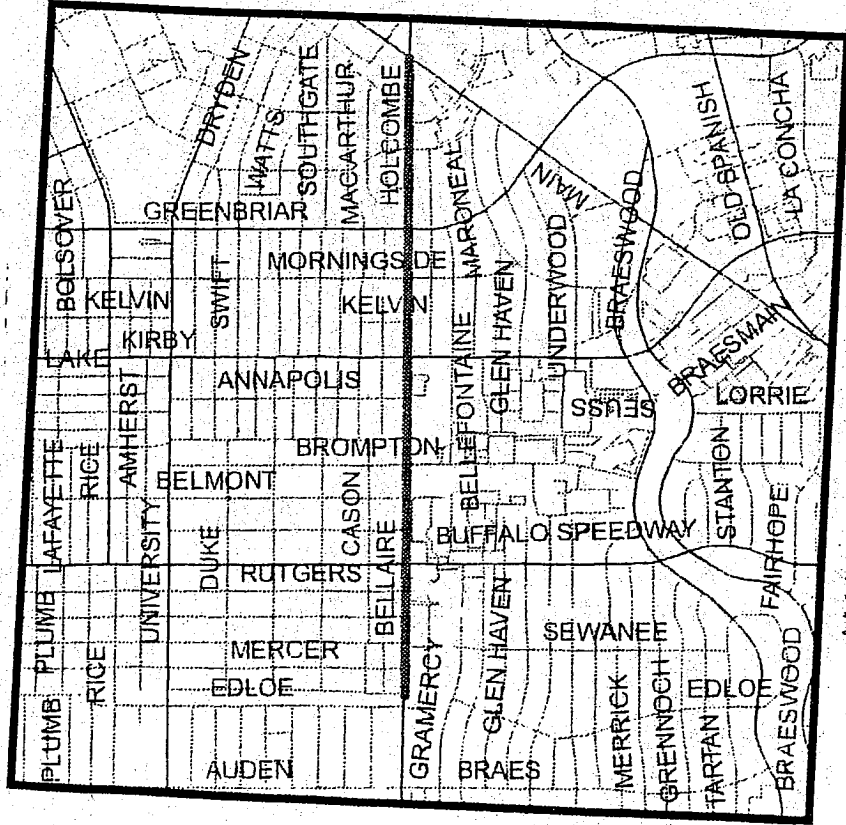 DRYDEN
WATTS
SOUTHGATE
MACARTHUR
HOLCOMBE
OLD SPANISH
LA CONCHA
BOLSOVER
GREENBRIAR
MARONEAL
MAIN
BRAESWOOD
SWIFT
MORNINGSIDE
UNDERWOOD
KELVIN
KELVIN
GLEN HAVEN
KIRBY
LAKE
ANNAPOLIS
BELLEFONTAINE
SEUSS
BRAESMAIN
LORRIE
LAFAYETTE
RICE
AMHERST
BROMPTON
BELMONT
CASON
STANTON
UNIVERSITY
DUKE
BUFFALO SPEEDWAY
FAIRHOPE
RUTGERS
BELLAIRE
PLUMB
SEWANEE
MERCER
GLEN HAVEN
RICE
EDLOE
GRAMERCY
MERRICK
GRENNOCH
EDLOE
BRAESWOOD
PLUMB
AUDEN
BRAES
TARTAN